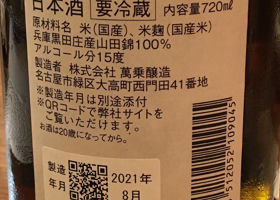 日本酒 要冷蔵 内容量720ml
原材料名 米(国産)、米麹(国産米)
兵庫黒田庄産山田錦100%
アルコール分15度
製造者 株式会社 萬乗醸造
名古屋市緑区大高町西門田41番地
※製造年月は別途添付
※QRコードで弊社サイトを
ご覧いただけます。
お酒は20歳になってから。
製造
年月
2021年
8月
512052109045